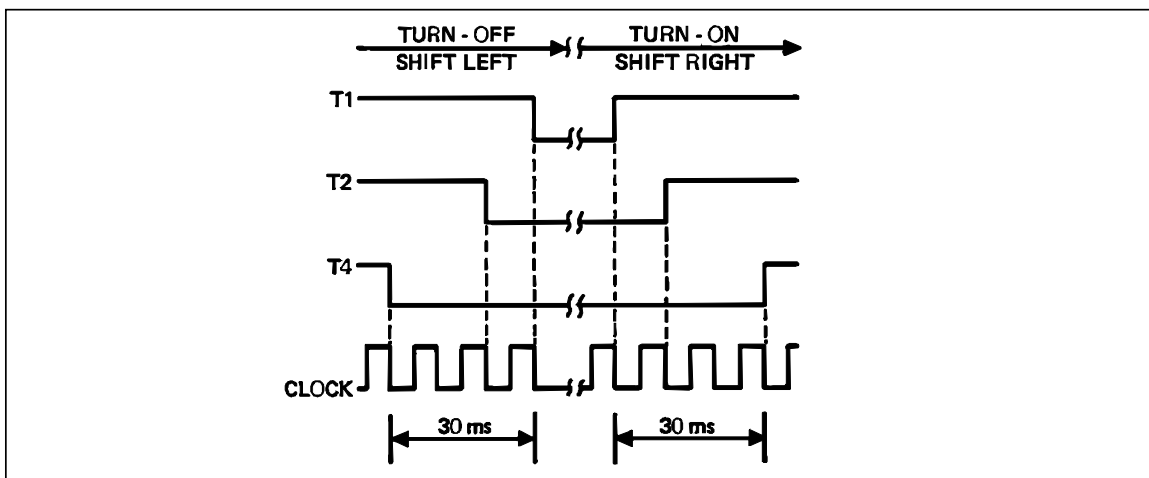 TURN - OFF
TURN - ON
SHIFT LEFT
SHIFT RIGHT
T1
T2
T4
CLOCK
30 ms
30 ms